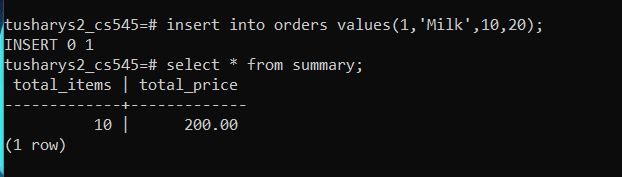 tusharys2_cs545=# insert into orders values(1,'Milk',10,20);
INSERT 0 1
tusharys2_cs545=# select * from summary;
 total_items | total_price
-------------+-------------
          10 |      200.00
(1 row)